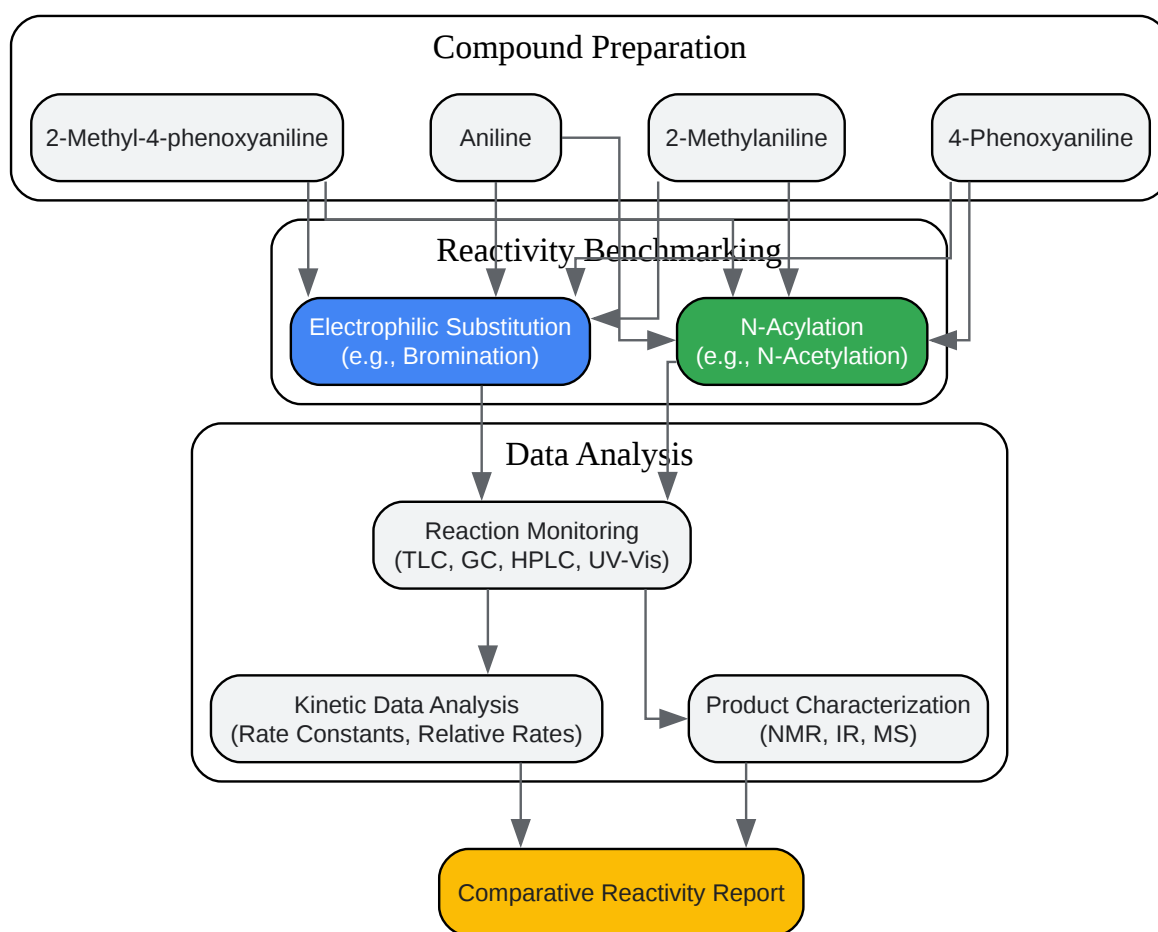 Compound Preparation
2-Methyl-4-phenoxyaniline
Aniline
2-Methylaniline
4-Phenoxyaniline
Reactivity Benchmarking
Electrophilic Substitution
(e.g., Bromination)
N-Acylation
(e.g., N-Acetylation)
Data Analysis
Reaction Monitoring
(TLC, GC, HPLC, UV-Vis)
Kinetic Data Analysis
(Rate Constants, Relative Rates)
Product Characterization
(NMR, IR, MS)
Comparative Reactivity Report